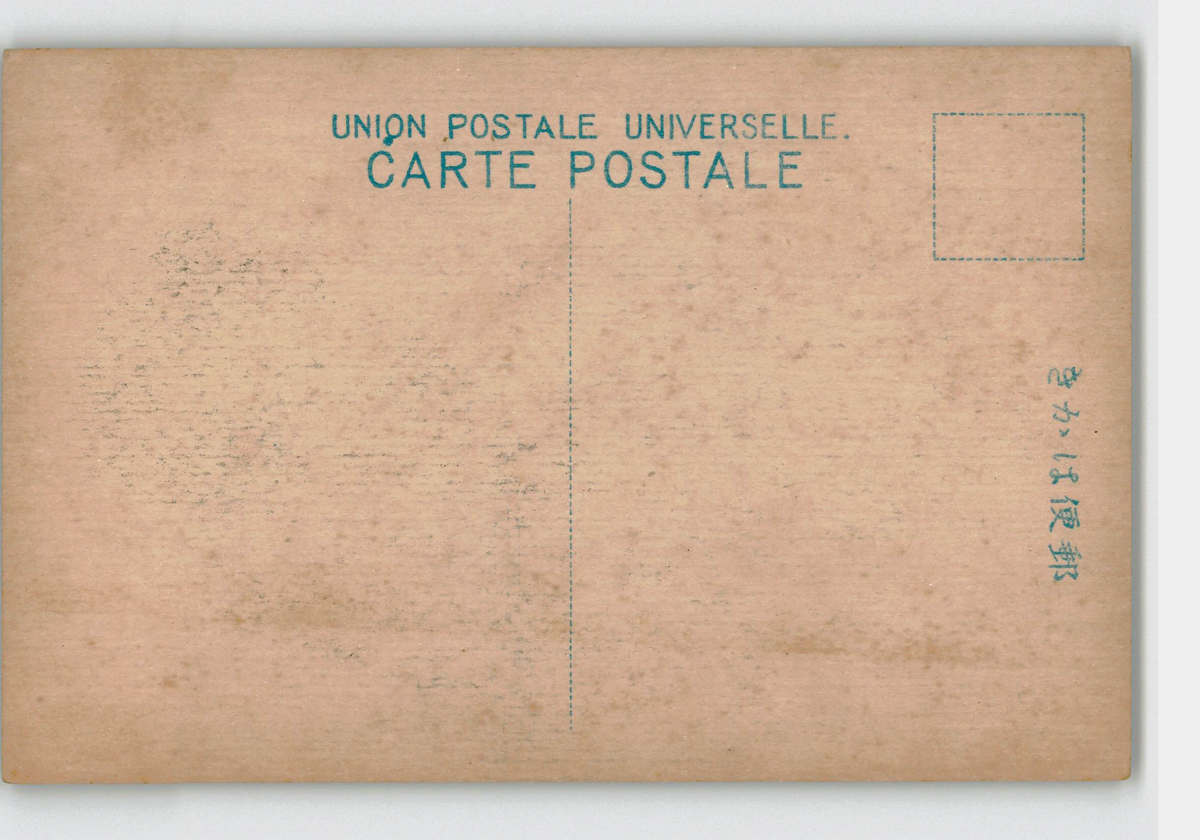 UNION POSTALE UNIVERSELLE.
CARTE POSTALE
郵便はかき